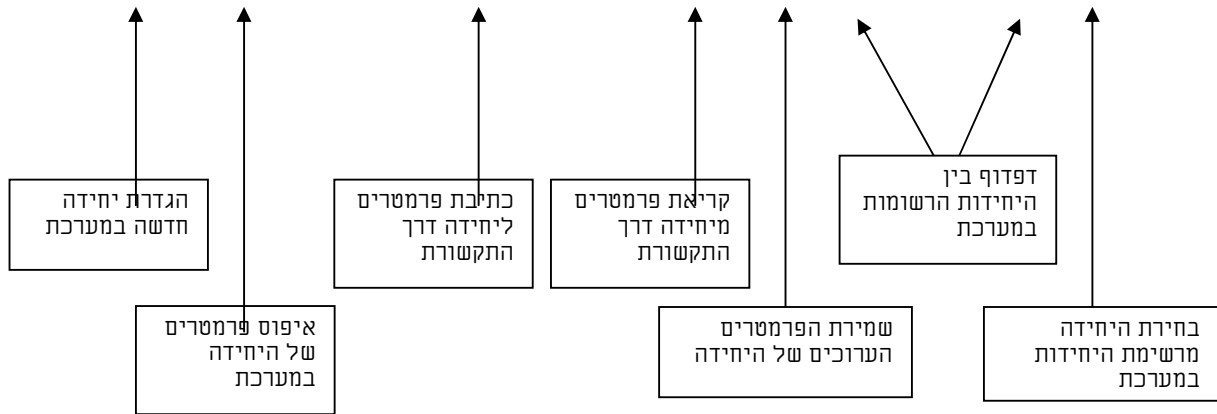 דפדוף בין
היחידות הרשומות
במערכת
קריאת פרמטרים
מיחידה דרך
התקשורת
כתיבת פרמטרים
ליחידה דרך
התקשורת
הגדרת יחידה
חדשה במערכת
בחירת היחידה
מרשימת היחידות
במערכת
שמירת הפרמטרים
הערוכים של היחידה
איפוס פרמטרים
של היחידה
במערכת